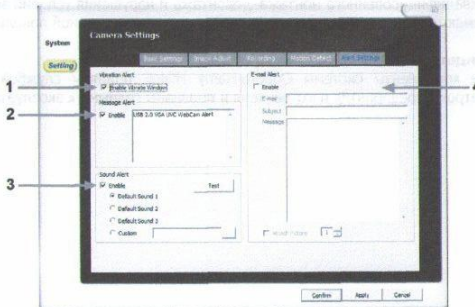 Camera Settings
System
Setting
Basic Settings
Image Adjust
Recording
Motion Detect
Alert Settings
Vibration Alert
Enable Vibrate Window
Message Alert
Enable
USB 2.0 VGA UVC WebCam Alert
Sound Alert
Enable
Test
Default Sound 1
Default Sound 2
Default Sound 3
Custom
E-mail Alert
Enable
E-mail
Subject
Message
1
Confirm
Apply
Cancel
1
2
3
4